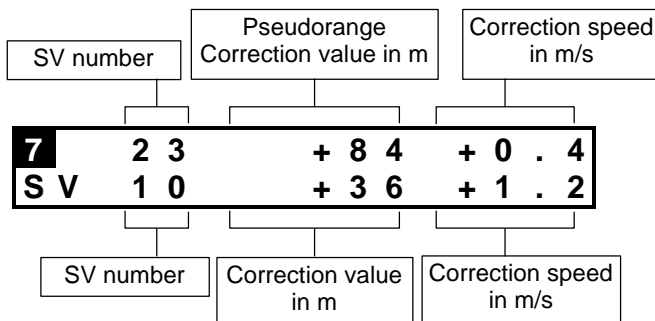 Pseudorange
Correction value in m
Correction speed
in m/s
SV number
7 23 +84 +0.4
SV 10 +36 +1.2
SV number
Correction value
in m
Correction speed
in m/s